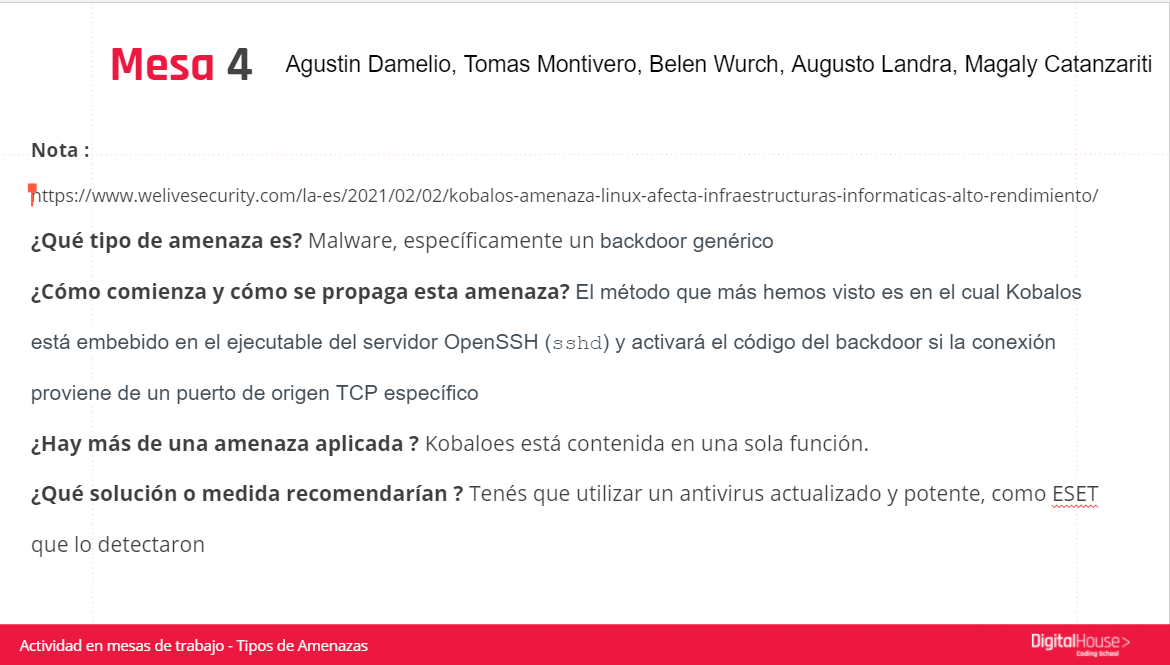 Mesa 4 Agustin Damelio, Tomas Montivero, Belen Wurch, Augusto Landra, Magaly Catanzariti
Nota :
https://www.welivesecurity.com/la-es/2021/02/02/kobalos-amenaza-linux-afecta-infraestructuras-informaticas-alto-rendimiento/
¿Qué tipo de amenaza es? Malware, específicamente un backdoor genérico
¿Cómo comienza y cómo se propaga esta amenaza? El método que más hemos visto es en el cual Kobalos
está embebido en el ejecutable del servidor OpenSSH (sshd) y activará el código del backdoor si la conexión
proviene de un puerto de origen TCP específico
¿Hay más de una amenaza aplicada ? Kobaloes está contenida en una sola función.
¿Qué solución o medida recomendarían ? Tenés que utilizar un antivirus actualizado y potente, como ESET
que lo detectaron
Actividad en mesas de trabajo - Tipos de Amenazas
DigitalHouse>
Coding School